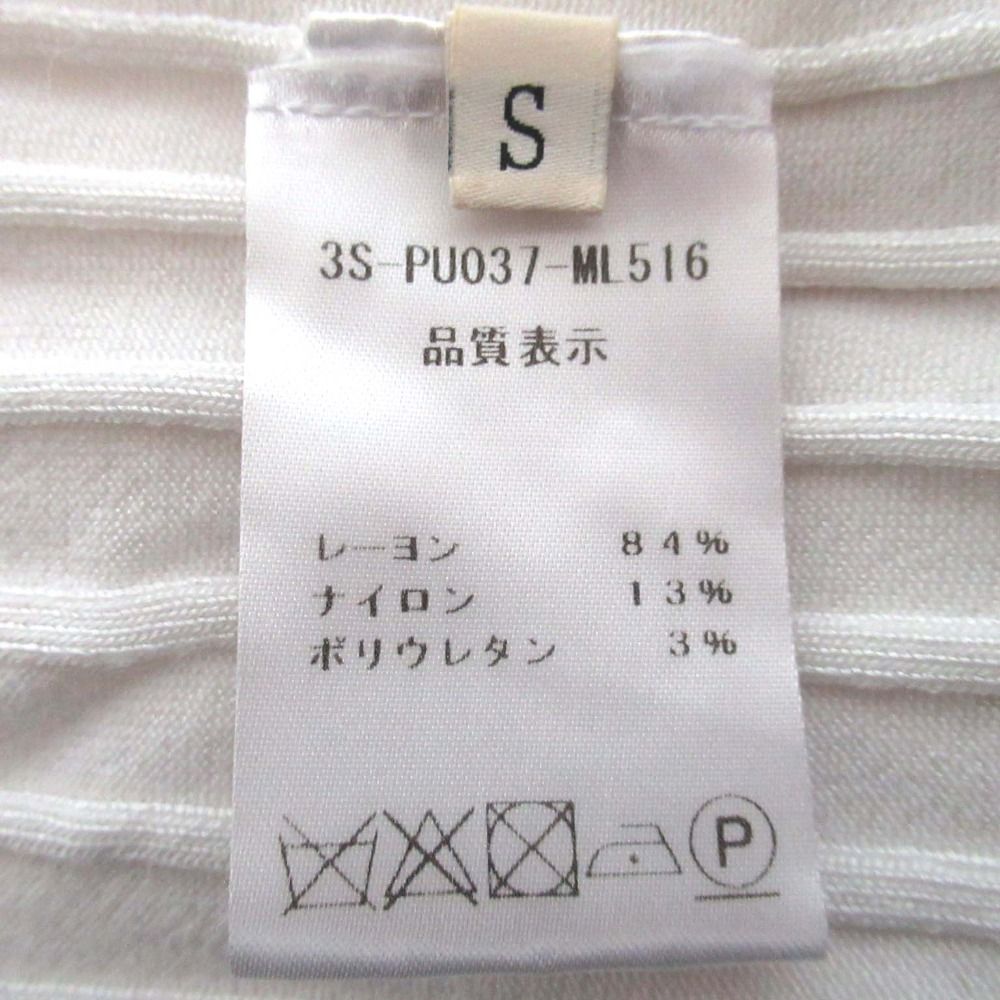 S
3S-PU037-ML516
品質表示
レーヨン 84%
ナイロン 13%
ポリウレタン 3%
P